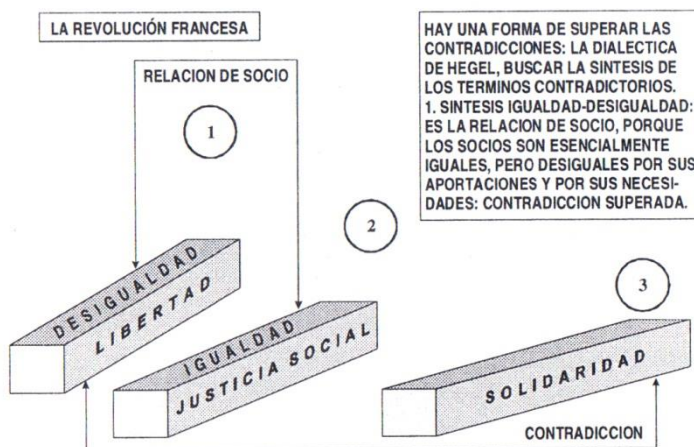 LA REVOLUCIÓN FRANCESA
RELACION DE SOCIO
1
HAY UNA FORMA DE SUPERAR LAS
CONTRADICCIONES: LA DIALECTICA
DE HEGEL, BUSCAR LA SINTESIS DE
LOS TERMINOS CONTRADICTORIOS.
1. SINTESIS IGUALDAD-DESIGUALDAD:
ES LA RELACION DE SOCIO, PORQUE
LOS SOCIOS SON ESENCIALMENTE
IGUALES, PERO DESIGUALES POR SUS
APORTACIONES Y POR SUS NECESI-
DADES: CONTRADICCION SUPERADA.
2
3
DESIGUALDAD
LIBERTAD
IGUALDAD
JUSTICIA SOCIAL
SOLIDARIDAD
CONTRADICCION